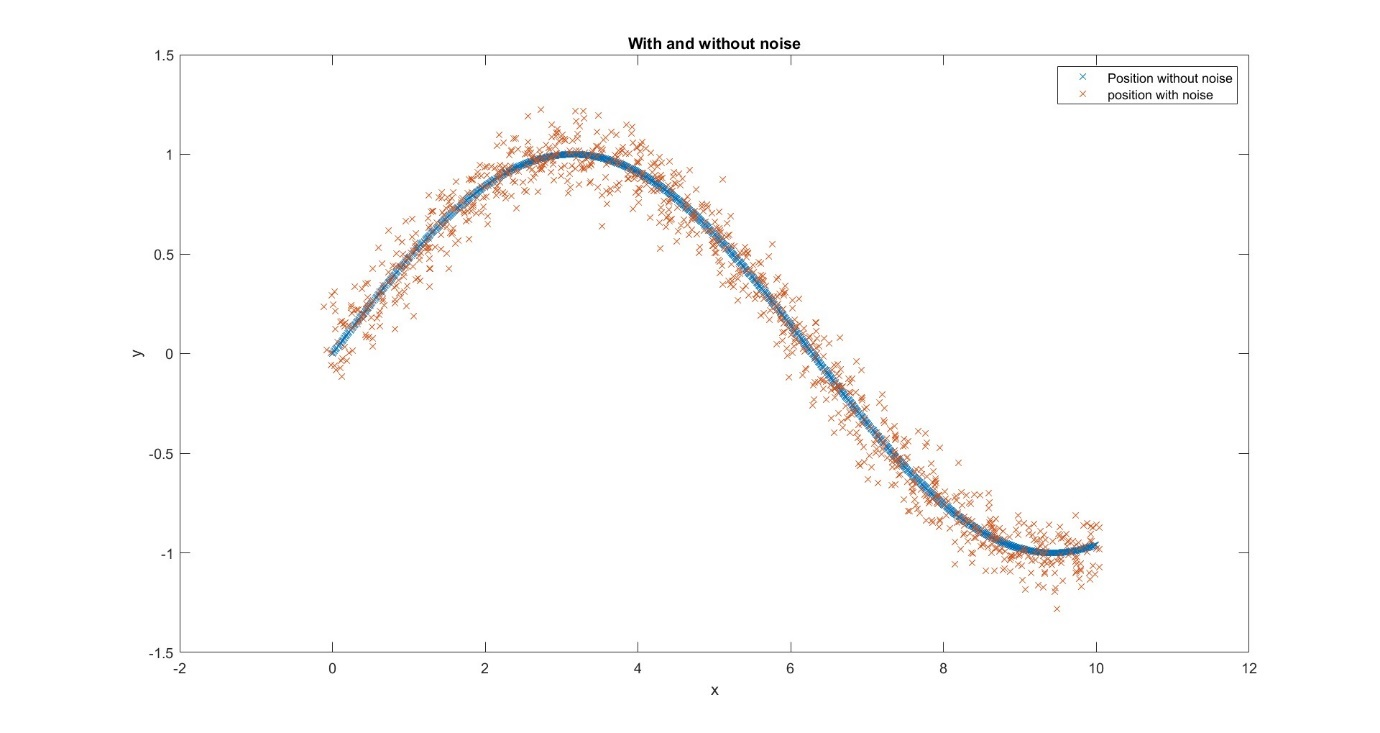 With and without noise
1.5
1
0.5
0
-0.5
-1
-1.5
y
Position without noise
position with noise
-2 0 2 4 6 8 10 12
x